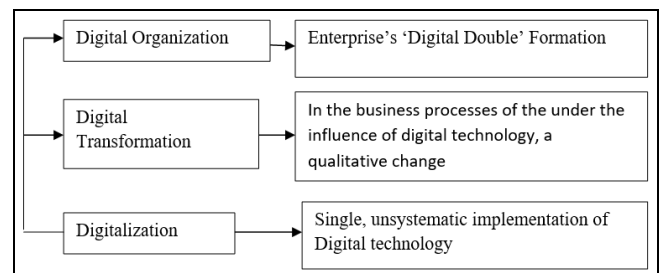 Digital Organization
Enterprise’s ‘Digital Double’ Formation
Digital
Transformation
In the business processes of the under the
influence of digital technology, a
qualitative change
Digitalization
Single, unsystematic implementation of
Digital technology